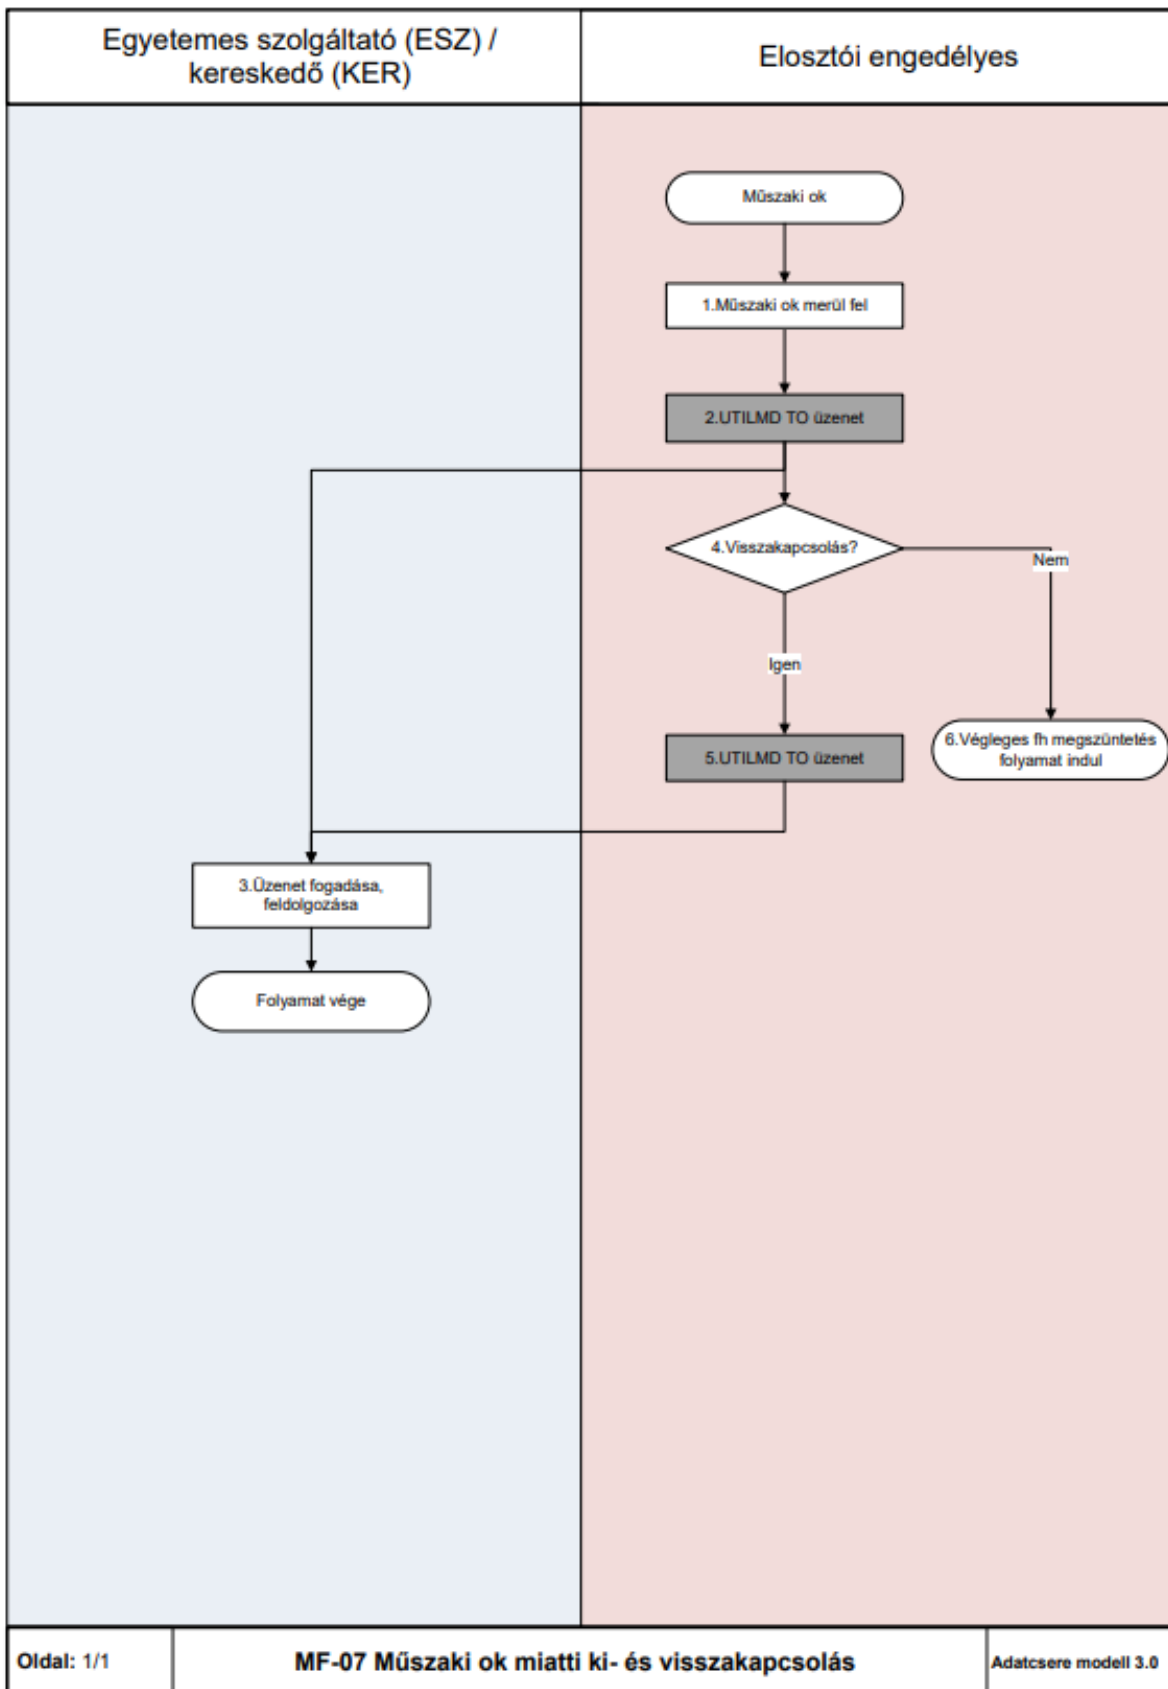 Egyetemes szolgáltató (ESZ) /
kereskedő (KER)
Elosztói engedélyes
Műszaki ok
1.Műszaki ok merül fel
2.UTILMD TO üzenet
4.Visszakapcsolás?
Nem
Igen
5.UTILMD TO üzenet
6.Végleges fh megszüntetés
folyamat indul
3.Üzenet fogadása,
feldolgozása
Folyamat vége
Oldal: 1/1
MF-07 Műszaki ok miatti ki- és visszakapcsolás
Adatcsere modell 3.0